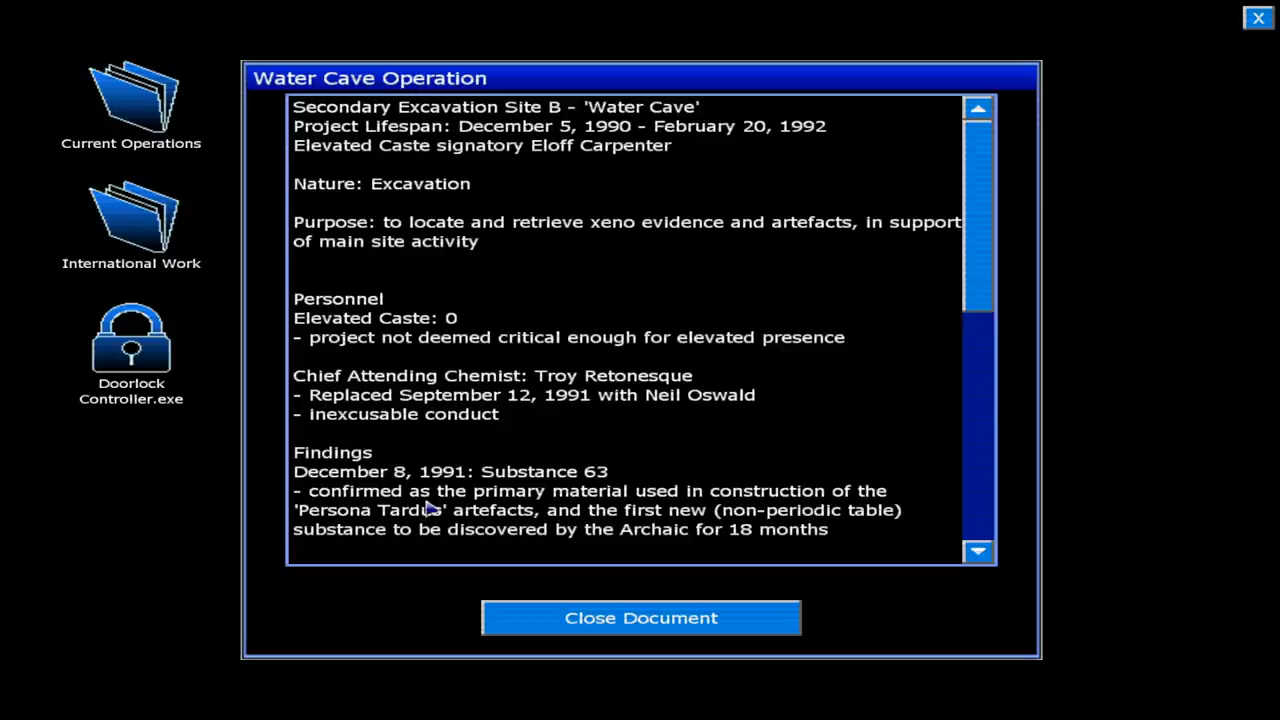 X
Current Operations
International Work
Doorlock
Controller.exe
Water Cave Operation
Secondary Excavation Site B - 'Water Cave'
Project Lifespan: December 5, 1990 - February 20, 1992
Elevated Caste signatory Eloff Carpenter
Nature: Excavation
Purpose: to locate and retrieve xeno evidence and artefacts, in support
of main site activity
Personnel
Elevated Caste: 0
- project not deemed critical enough for elevated presence
Chief Attending Chemist: Troy Retonesque
- Replaced September 12, 1991 with Neil Oswald
- inexcusable conduct
Findings
December 8, 1991: Substance 63
- confirmed as the primary material used in construction of the
'Persona Tardus' artefacts, and the first new (non-periodic table)
substance to be discovered by the Archaic for 18 months
Close Document